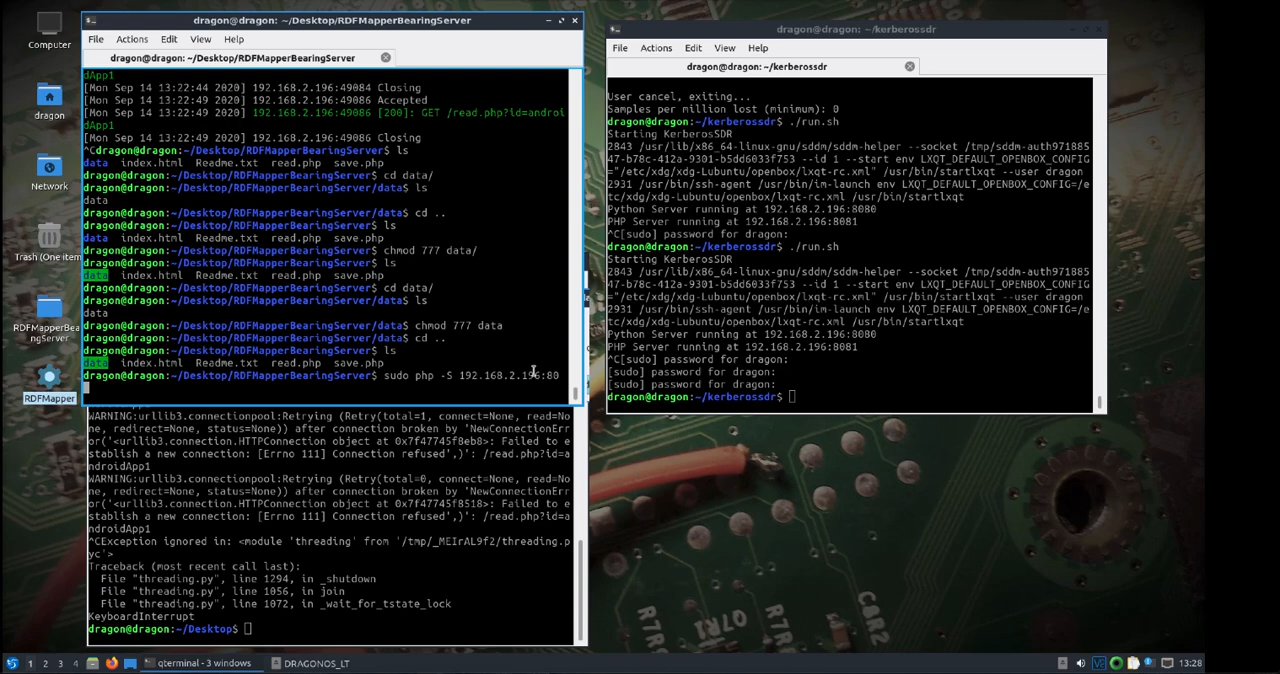 Computer
dragon
Network
Trash (One item
RDFMapperBea
ringServer
RDFMapper
dragon@dragon: ~/Desktop/RDFMapperBearingServer
File Actions Edit View Help
dragon@dragon: ~/Desktop/RDFMapperBearingServer
dApp1
[Mon Sep 14 13:22:44 2020] 192.168.2.196:49084 Closing
[Mon Sep 14 13:22:49 2020] 192.168.2.196:49086 Accepted
[Mon Sep 14 13:22:49 2020] 192.168.2.196:49086 [200]: GET /read.php?id=androi
dApp1
[Mon Sep 14 13:22:49 2020] 192.168.2.196:49086 Closing
^Cdragon@dragon:~/Desktop/RDFMapperBearingServer$ ls
data index.html Readme.txt read.php save.php
dragon@dragon:~/Desktop/RDFMapperBearingServer$ cd data/
dragon@dragon:~/Desktop/RDFMapperBearingServer/data$ ls
data
dragon@dragon:~/Desktop/RDFMapperBearingServer/data$ cd ..
dragon@dragon:~/Desktop/RDFMapperBearingServer$ ls
data index.html Readme.txt read.php save.php
dragon@dragon:~/Desktop/RDFMapperBearingServer$ chmod 777 data/
dragon@dragon:~/Desktop/RDFMapperBearingServer$ ls
data index.html Readme.txt read.php save.php
dragon@dragon:~/Desktop/RDFMapperBearingServer$ cd data/
dragon@dragon:~/Desktop/RDFMapperBearingServer/data$ ls
data
dragon@dragon:~/Desktop/RDFMapperBearingServer/data$ chmod 777 data
dragon@dragon:~/Desktop/RDFMapperBearingServer/data$ cd ..
dragon@dragon:~/Desktop/RDFMapperBearingServer$ ls
data index.html Readme.txt read.php save.php
dragon@dragon:~/Desktop/RDFMapperBearingServer$ sudo php -S 192.168.2.196:80
WARNING:urllib3.connectionpool:Retrying (Retry(total=1, connect=None, read=No
ne, redirect=None, status=None)) after connection broken by 'NewConnectionErr
or('<urllib3.connection.HTTPConnection object at 0x7f47745f8eb8>: Failed to e
stablish a new connection: [Errno 111] Connection refused',)': /read.php?id=a
ndroidApp1
WARNING:urllib3.connectionpool:Retrying (Retry(total=0, connect=None, read=No
ne, redirect=None, status=None)) after connection broken by 'NewConnectionErr
or('<urllib3.connection.HTTPConnection object at 0x7f47745f8518>: Failed to e
stablish a new connection: [Errno 111] Connection refused',)': /read.php?id=a
ndroidApp1
^CException ignored in: <module 'threading' from '/tmp/_MEIrAL9f2/threading.p
yc'>
Traceback (most recent call last):
File "threading.py", line 1294, in _shutdown
File "threading.py", line 1056, in join
File "threading.py", line 1072, in _wait_for_tstate_lock
KeyboardInterrupt
dragon@dragon:~/Desktop$
dragon@dragon: ~/kerberossdr
File Actions Edit View Help
dragon@dragon: ~/kerberossdr
User cancel, exiting...
Samples per million lost (minimum): 0
dragon@dragon:~/kerberossdr$ ./run.sh
Starting KerberosSDR
2843 /usr/lib/x86_64-linux-gnu/sddm/sddm-helper --socket /tmp/sddm-auth971885
47-b78c-412a-9301-b5dd6033f753 --id 1 --start env LXQT_DEFAULT_OPENBOX_CONFIG
="/etc/xdg/xdg-Lubuntu/openbox/lxqt-rc.xml" /usr/bin/startlxqt --user dragon
2931 /usr/bin/ssh-agent /usr/bin/im-launch env LXQT_DEFAULT_OPENBOX_CONFIG=/e
tc/xdg/xdg-Lubuntu/openbox/lxqt-rc.xml /usr/bin/startlxqt
Python Server running at 192.168.2.196:8080
PHP Server running at 192.168.2.196:8081
^C[sudo] password for dragon:
dragon@dragon:~/kerberossdr$ ./run.sh
Starting KerberosSDR
2843 /usr/lib/x86_64-linux-gnu/sddm/sddm-helper --socket /tmp/sddm-auth971885
47-b78c-412a-9301-b5dd6033f753 --id 1 --start env LXQT_DEFAULT_OPENBOX_CONFIG
="/etc/xdg/xdg-Lubuntu/openbox/lxqt-rc.xml" /usr/bin/startlxqt --user dragon
2931 /usr/bin/ssh-agent /usr/bin/im-launch env LXQT_DEFAULT_OPENBOX_CONFIG=/e
tc/xdg/xdg-Lubuntu/openbox/lxqt-rc.xml /usr/bin/startlxqt
Python Server running at 192.168.2.196:8080
PHP Server running at 192.168.2.196:8081
^C[sudo] password for dragon:
[sudo] password for dragon:
[sudo] password for dragon:
dragon@dragon:~/kerberossdr$
1 2 3 4 qterminal - 3 windows DRAGONOS_LT 13:28